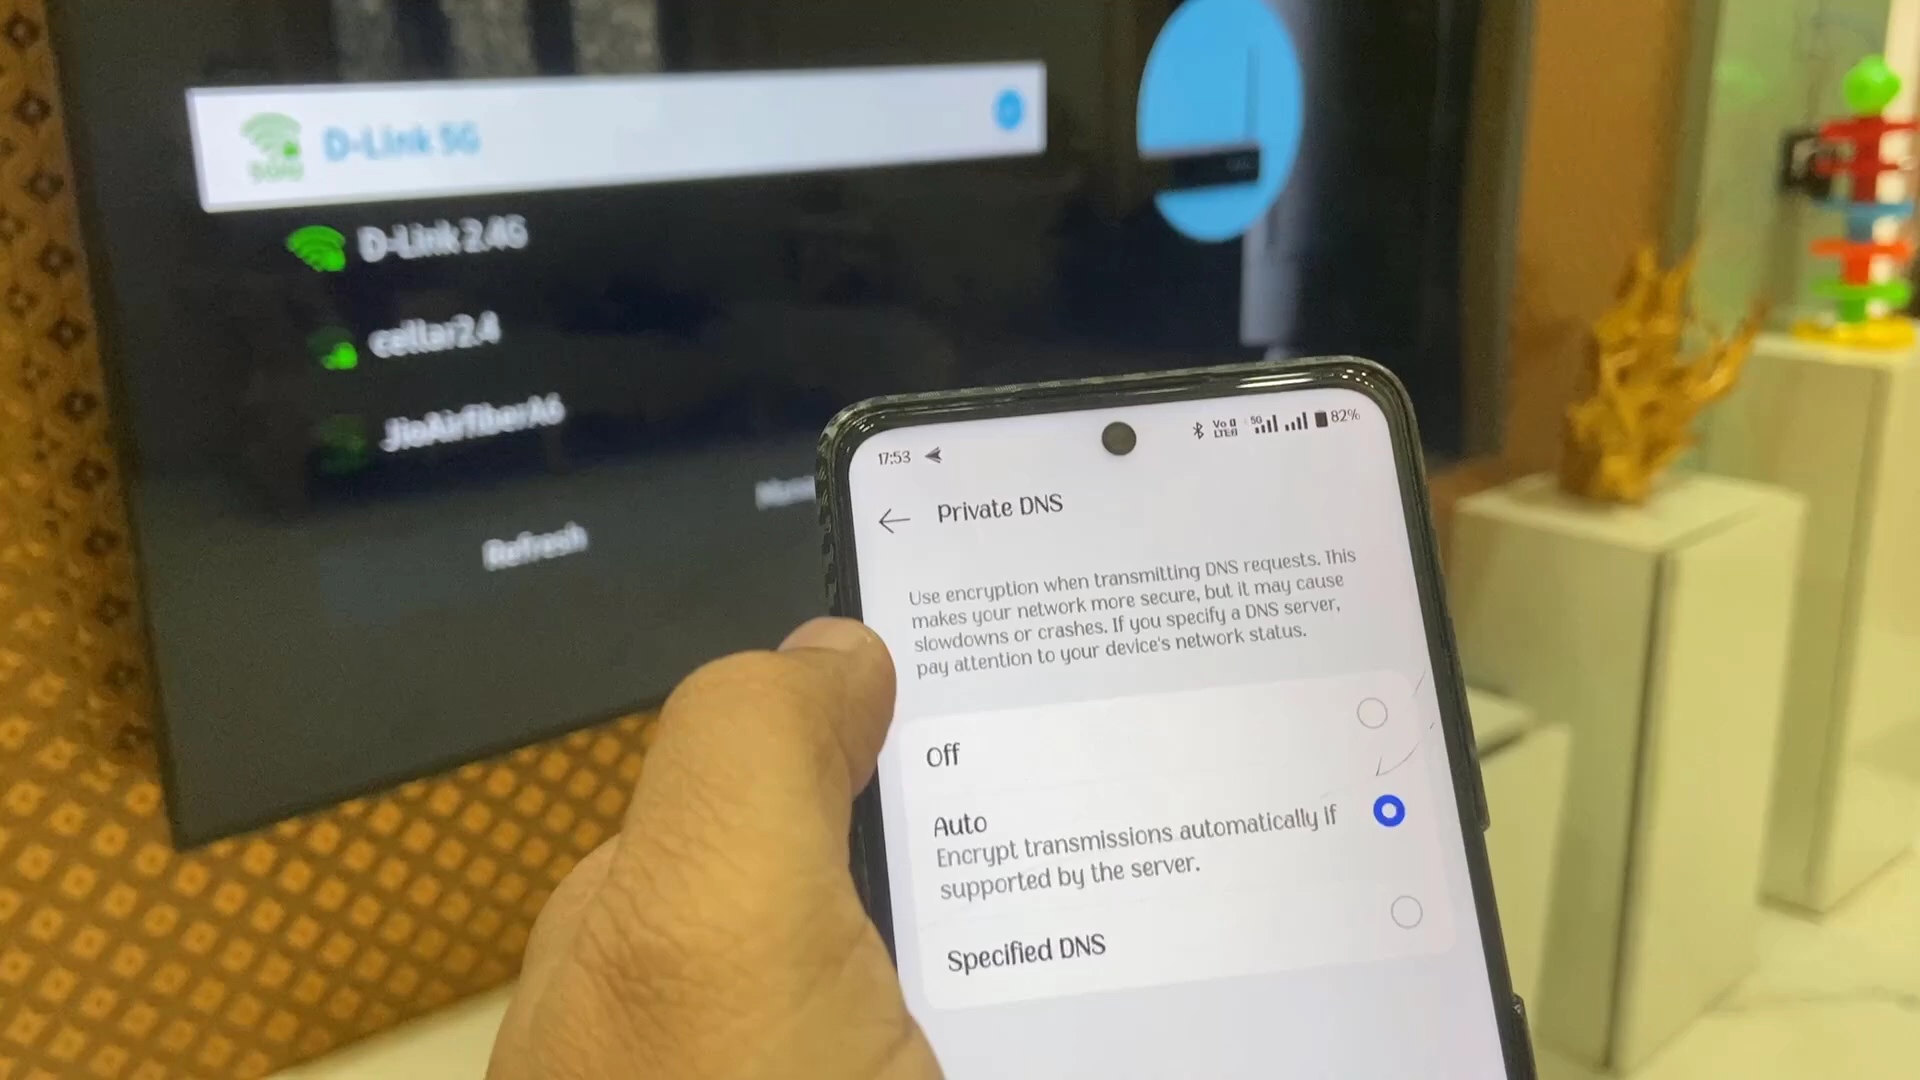 D-Link 5G
D-Link 2.4G
cellar2.4
JioAirfiberA6
Refresh
17:53
Vo
LTE
5G
82%
Private DNS
Use encryption when transmitting DNS requests. This
makes your network more secure, but it may cause
slowdowns or crashes. If you specify a DNS server,
pay attention to your device's network status.
Off
Auto
Encrypt transmissions automatically if
supported by the server.
Specified DNS